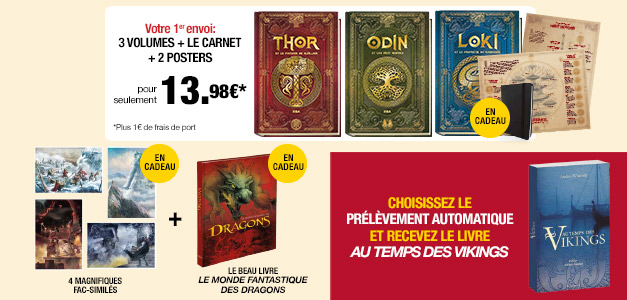 Votre 1er envoi:
3 VOLUMES + LE CARNET
+ 2 POSTERS
pour
seulement
13.98€*
*Plus 1€ de frais de port
THOR
ODIN
LOKI
EN
CADEAU
EN
CADEAU
EN
CADEAU
DRAGONS
+
4 MAGNIFIQUES
FAC-SIMILÉS
LE BEAU LIVRE
LE MONDE FANTASTIQUE
DES DRAGONS
CHOISISSEZ LE
PRÉLÈVEMENT AUTOMATIQUE
ET RECEVEZ LE LIVRE
AU TEMPS DES VIKINGS
AU TEMPS DES
VIKINGS